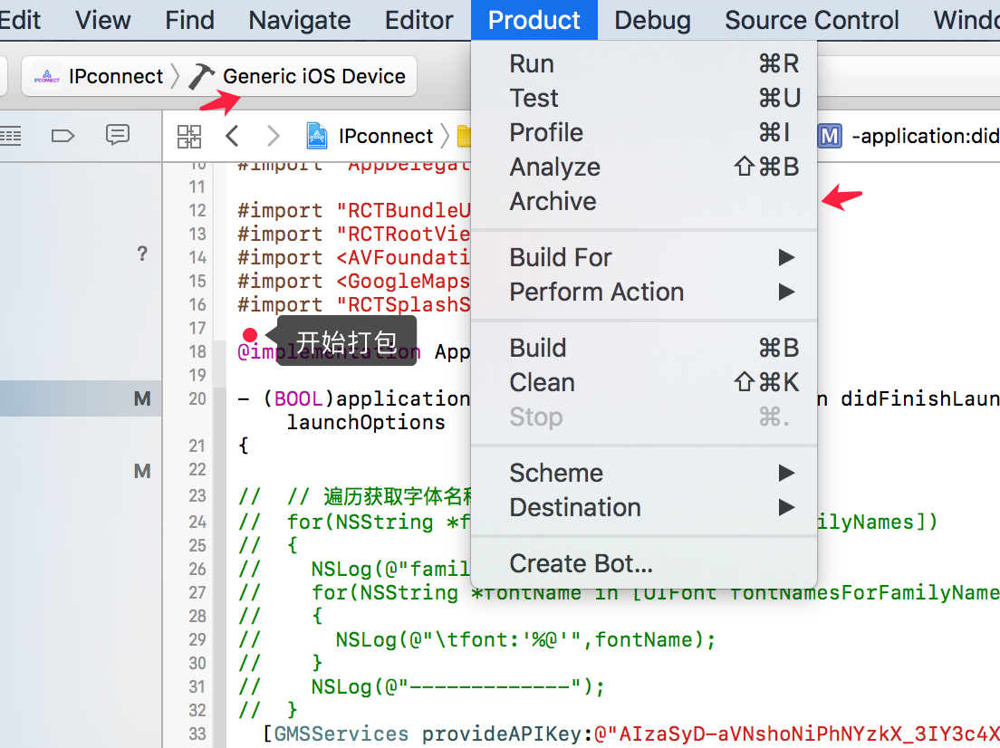 Edit View Find Navigate Editor Product Debug Source Control
IPconnect Generic iOS Device
IPconnect M -application:did
Run ⌘R
Test ⌘U
Profile ⌘I
Analyze ⇧⌘B
Archive
Build For
Perform Action
Build ⌘B
Clean ⇧⌘K
Stop ⌘.
Scheme
Destination
Create Bot...
?
M
M
开始打包
10 #import "AppDelegat
11
12 #import "RCTBundleU
13 #import "RCTRootVie
14 #import <AVFoundati
15 #import <GoogleMaps
16 #import "RCTSplashS
17
18 @implementation App
19
20 - (BOOL)application n didFinishLaun
launchOptions
21 {
22
23 // // 遍历获取字体名称
24 // for(NSString *f ilyNames])
25 // {
26 // NSLog(@"famil
27 // for(NSString *fontName in [UIFont fontNamesForFamilyName
28 // {
29 // NSLog(@"\tfont:'%@'",fontName);
30 // }
31 // NSLog(@"-------------");
32 // }
33 [GMSServices provideAPIKey:@"AIzaSyD-aVNshoNiPhNYzkX_3IY3c4X